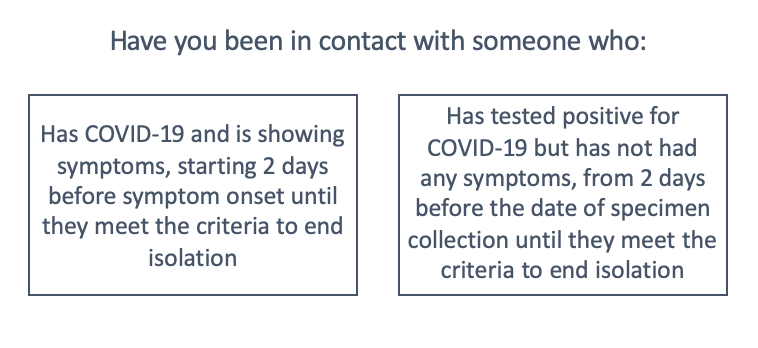 Have you been in contact with someone who:
Has COVID-19 and is showing
symptoms, starting 2 days
before symptom onset until
they meet the criteria to end
isolation
Has tested positive for
COVID-19 but has not had
any symptoms, from 2 days
before the date of specimen
collection until they meet the
criteria to end isolation